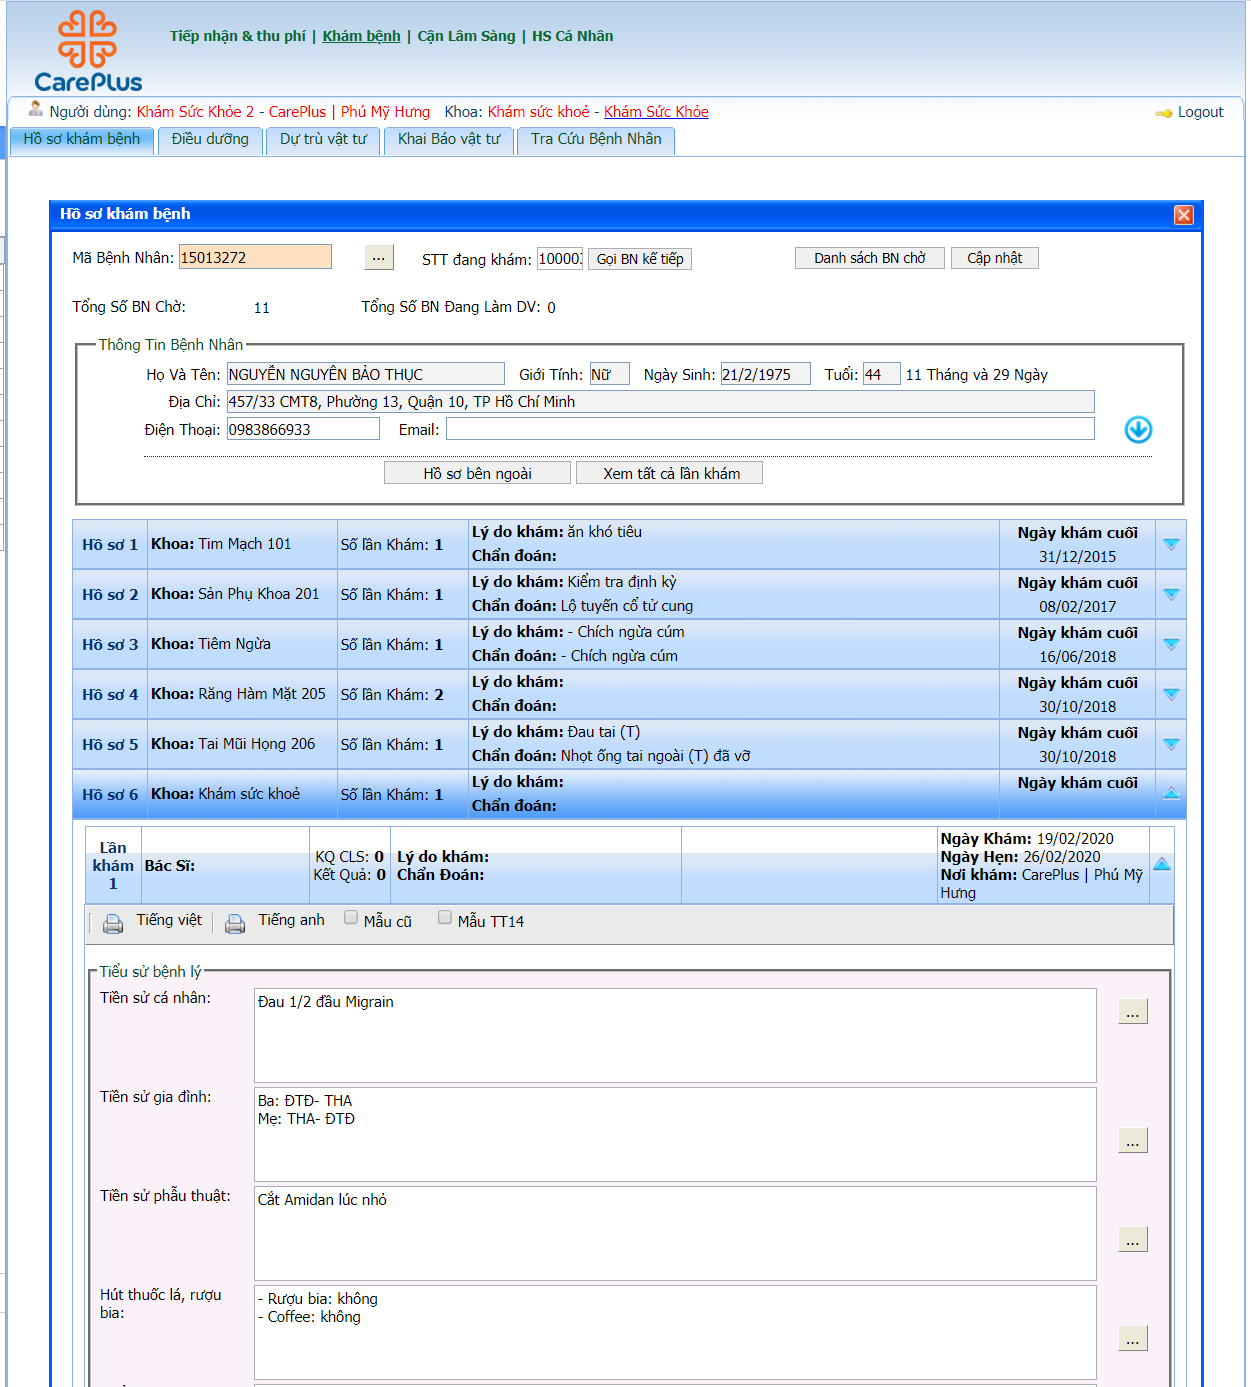 CarePlus
Tiếp nhận & thu phí | Khám bệnh | Cận Lâm Sàng | HS Cá Nhân
Người dùng: Khám Sức Khỏe 2 - CarePlus | Phú Mỹ Hưng Khoa: Khám sức khoẻ - Khám Sức Khỏe Logout
Hồ sơ khám bệnh Điều dưỡng Dự trù vật tư Khai Báo vật tư Tra Cứu Bệnh Nhân
Hồ sơ khám bệnh
Mã Bệnh Nhân: 15013272 ... STT đang khám: 10000 Gọi BN kế tiếp Danh sách BN chờ Cập nhật
Tổng Số BN Chờ: 11 Tổng Số BN Đang Làm DV: 0
Thông Tin Bệnh Nhân
Họ Và Tên: NGUYỄN NGUYÊN BẢO THỤC Giới Tính: Nữ Ngày Sinh: 21/2/1975 Tuổi: 44 11 Tháng và 29 Ngày
Địa Chỉ: 457/33 CMT8, Phường 13, Quận 10, TP Hồ Chí Minh
Điện Thoại: 0983866933 Email:
Hồ sơ bên ngoài Xem tất cả lần khám
Hồ sơ 1 Khoa: Tim Mạch 101 Số lần Khám: 1 Lý do khám: ăn khó tiêu Ngày khám cuối
Chẩn đoán: 31/12/2015
Hồ sơ 2 Khoa: Sản Phụ Khoa 201 Số lần Khám: 1 Lý do khám: Kiểm tra định kỳ Ngày khám cuối
Chẩn đoán: Lộ tuyến cổ tử cung 08/02/2017
Hồ sơ 3 Khoa: Tiêm Ngừa Số lần Khám: 1 Lý do khám: - Chích ngừa cúm Ngày khám cuối
Chẩn đoán: - Chích ngừa cúm 16/06/2018
Hồ sơ 4 Khoa: Răng Hàm Mặt 205 Số lần Khám: 2 Lý do khám: Ngày khám cuối
Chẩn đoán: 30/10/2018
Hồ sơ 5 Khoa: Tai Mũi Họng 206 Số lần Khám: 1 Lý do khám: Đau tai (T) Ngày khám cuối
Chẩn đoán: Nhọt ống tai ngoài (T) đã vỡ 30/10/2018
Hồ sơ 6 Khoa: Khám sức khoẻ Số lần Khám: 1 Lý do khám: Ngày khám cuối
Chẩn đoán:
Lần khám 1 Bác Sĩ: KQ CLS: 0 Lý do khám: Ngày Khám: 19/02/2020
Kết Quả: 0 Chẩn Đoán: Ngày Hẹn: 26/02/2020
Nơi khám: CarePlus | Phú Mỹ
Hưng
Tiếng việt Tiếng anh Mẫu cũ Mẫu TT14
Tiểu sử bệnh lý
Tiền sử cá nhân: Đau 1/2 đầu Migrain ...
Tiền sử gia đình: Ba: ĐTĐ- THA
Mẹ: THA- ĐTĐ ...
Tiền sử phẫu thuật: Cắt Amidan lúc nhỏ ...
Hút thuốc lá, rượu - Rượu bia: không
bia: - Coffee: không ...